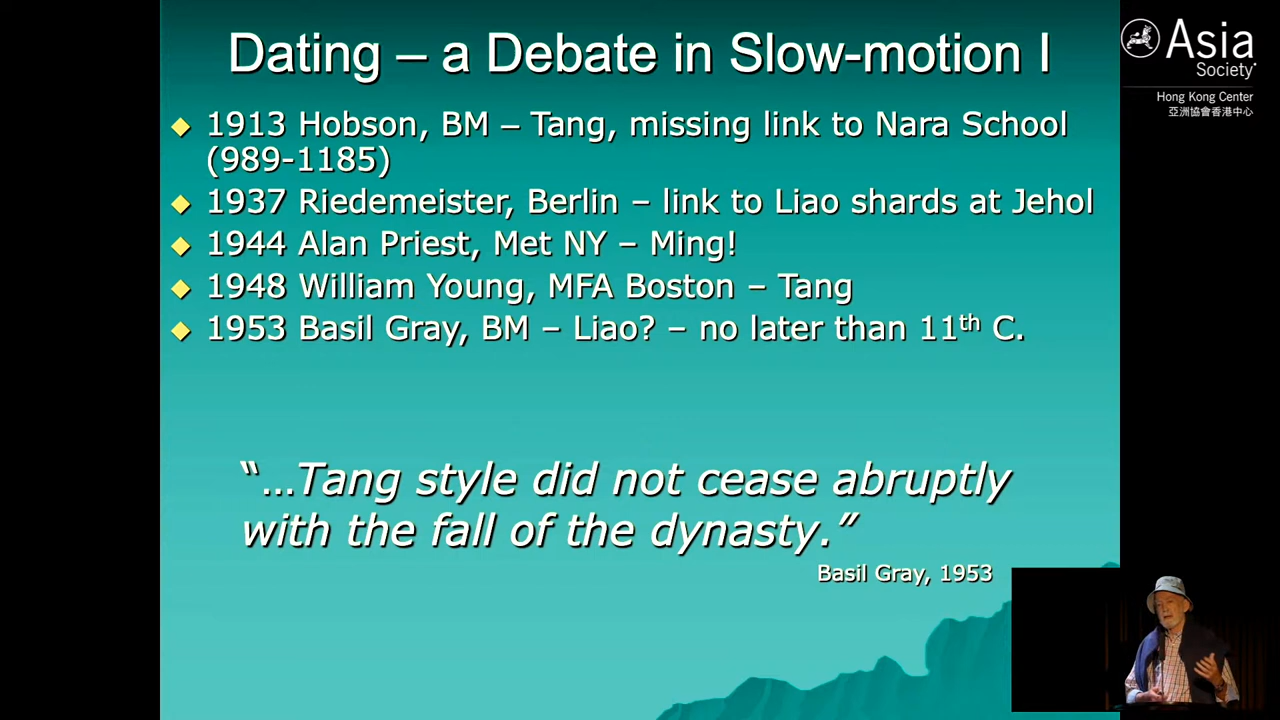 Dating – a Debate in Slow-motion I
1913 Hobson, BM – Tang, missing link to Nara School
(989-1185)
1937 Riedemeister, Berlin – link to Liao shards at Jehol
1944 Alan Priest, Met NY – Ming!
1948 William Young, MFA Boston – Tang
1953 Basil Gray, BM – Liao? – no later than 11th C.
“…Tang style did not cease abruptly
with the fall of the dynasty.”
Basil Gray, 1953
Asia
Society
Hong Kong Center
亞洲協會香港中心